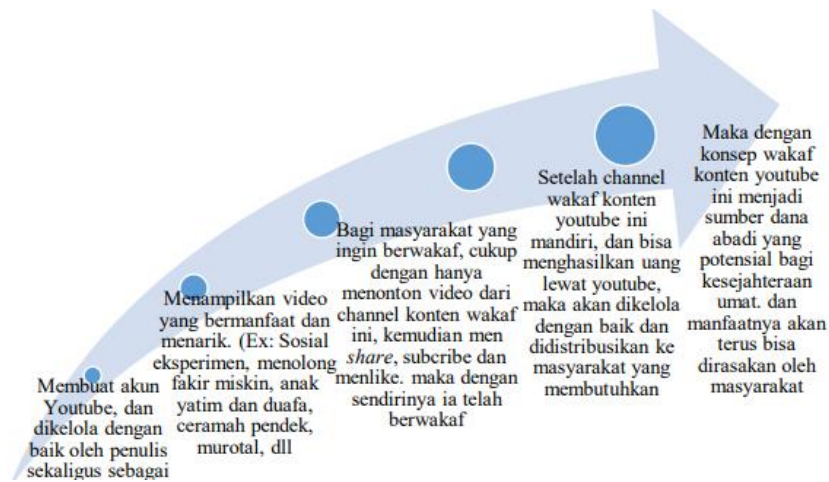 Membuat akun
Youtube, dan
dikelola dengan
baik oleh penulis
sekaligus sebagai
Menampilkan video
yang bermanfaat dan
menarik. (Ex: Sosial
eksperimen, menolong
fakir miskin, anak
yatim dan duafa,
ceramah pendek,
murotal, dll
Bagi masyarakat yang
ingin berwakaf, cukup
dengan hanya
menonton video dari
channel konten wakaf
ini, kemudian men
share, subcribe dan
menlike. maka dengan
sendirinya ia telah
berwakaf
Setelah channel
wakaf konten
youtube ini
mandiri, dan bisa
menghasilkan uang
lewat youtube,
maka akan dikelola
dengan baik dan
didistribusikan ke
masyarakat yang
membutuhkan
Maka dengan
konsep wakaf
konten youtube
ini menjadi
sumber dana
abadi yang
potensial bagi
kesejahteraan
umat. dan
manfaatnya akan
terus bisa
dirasakan oleh
masyarakat